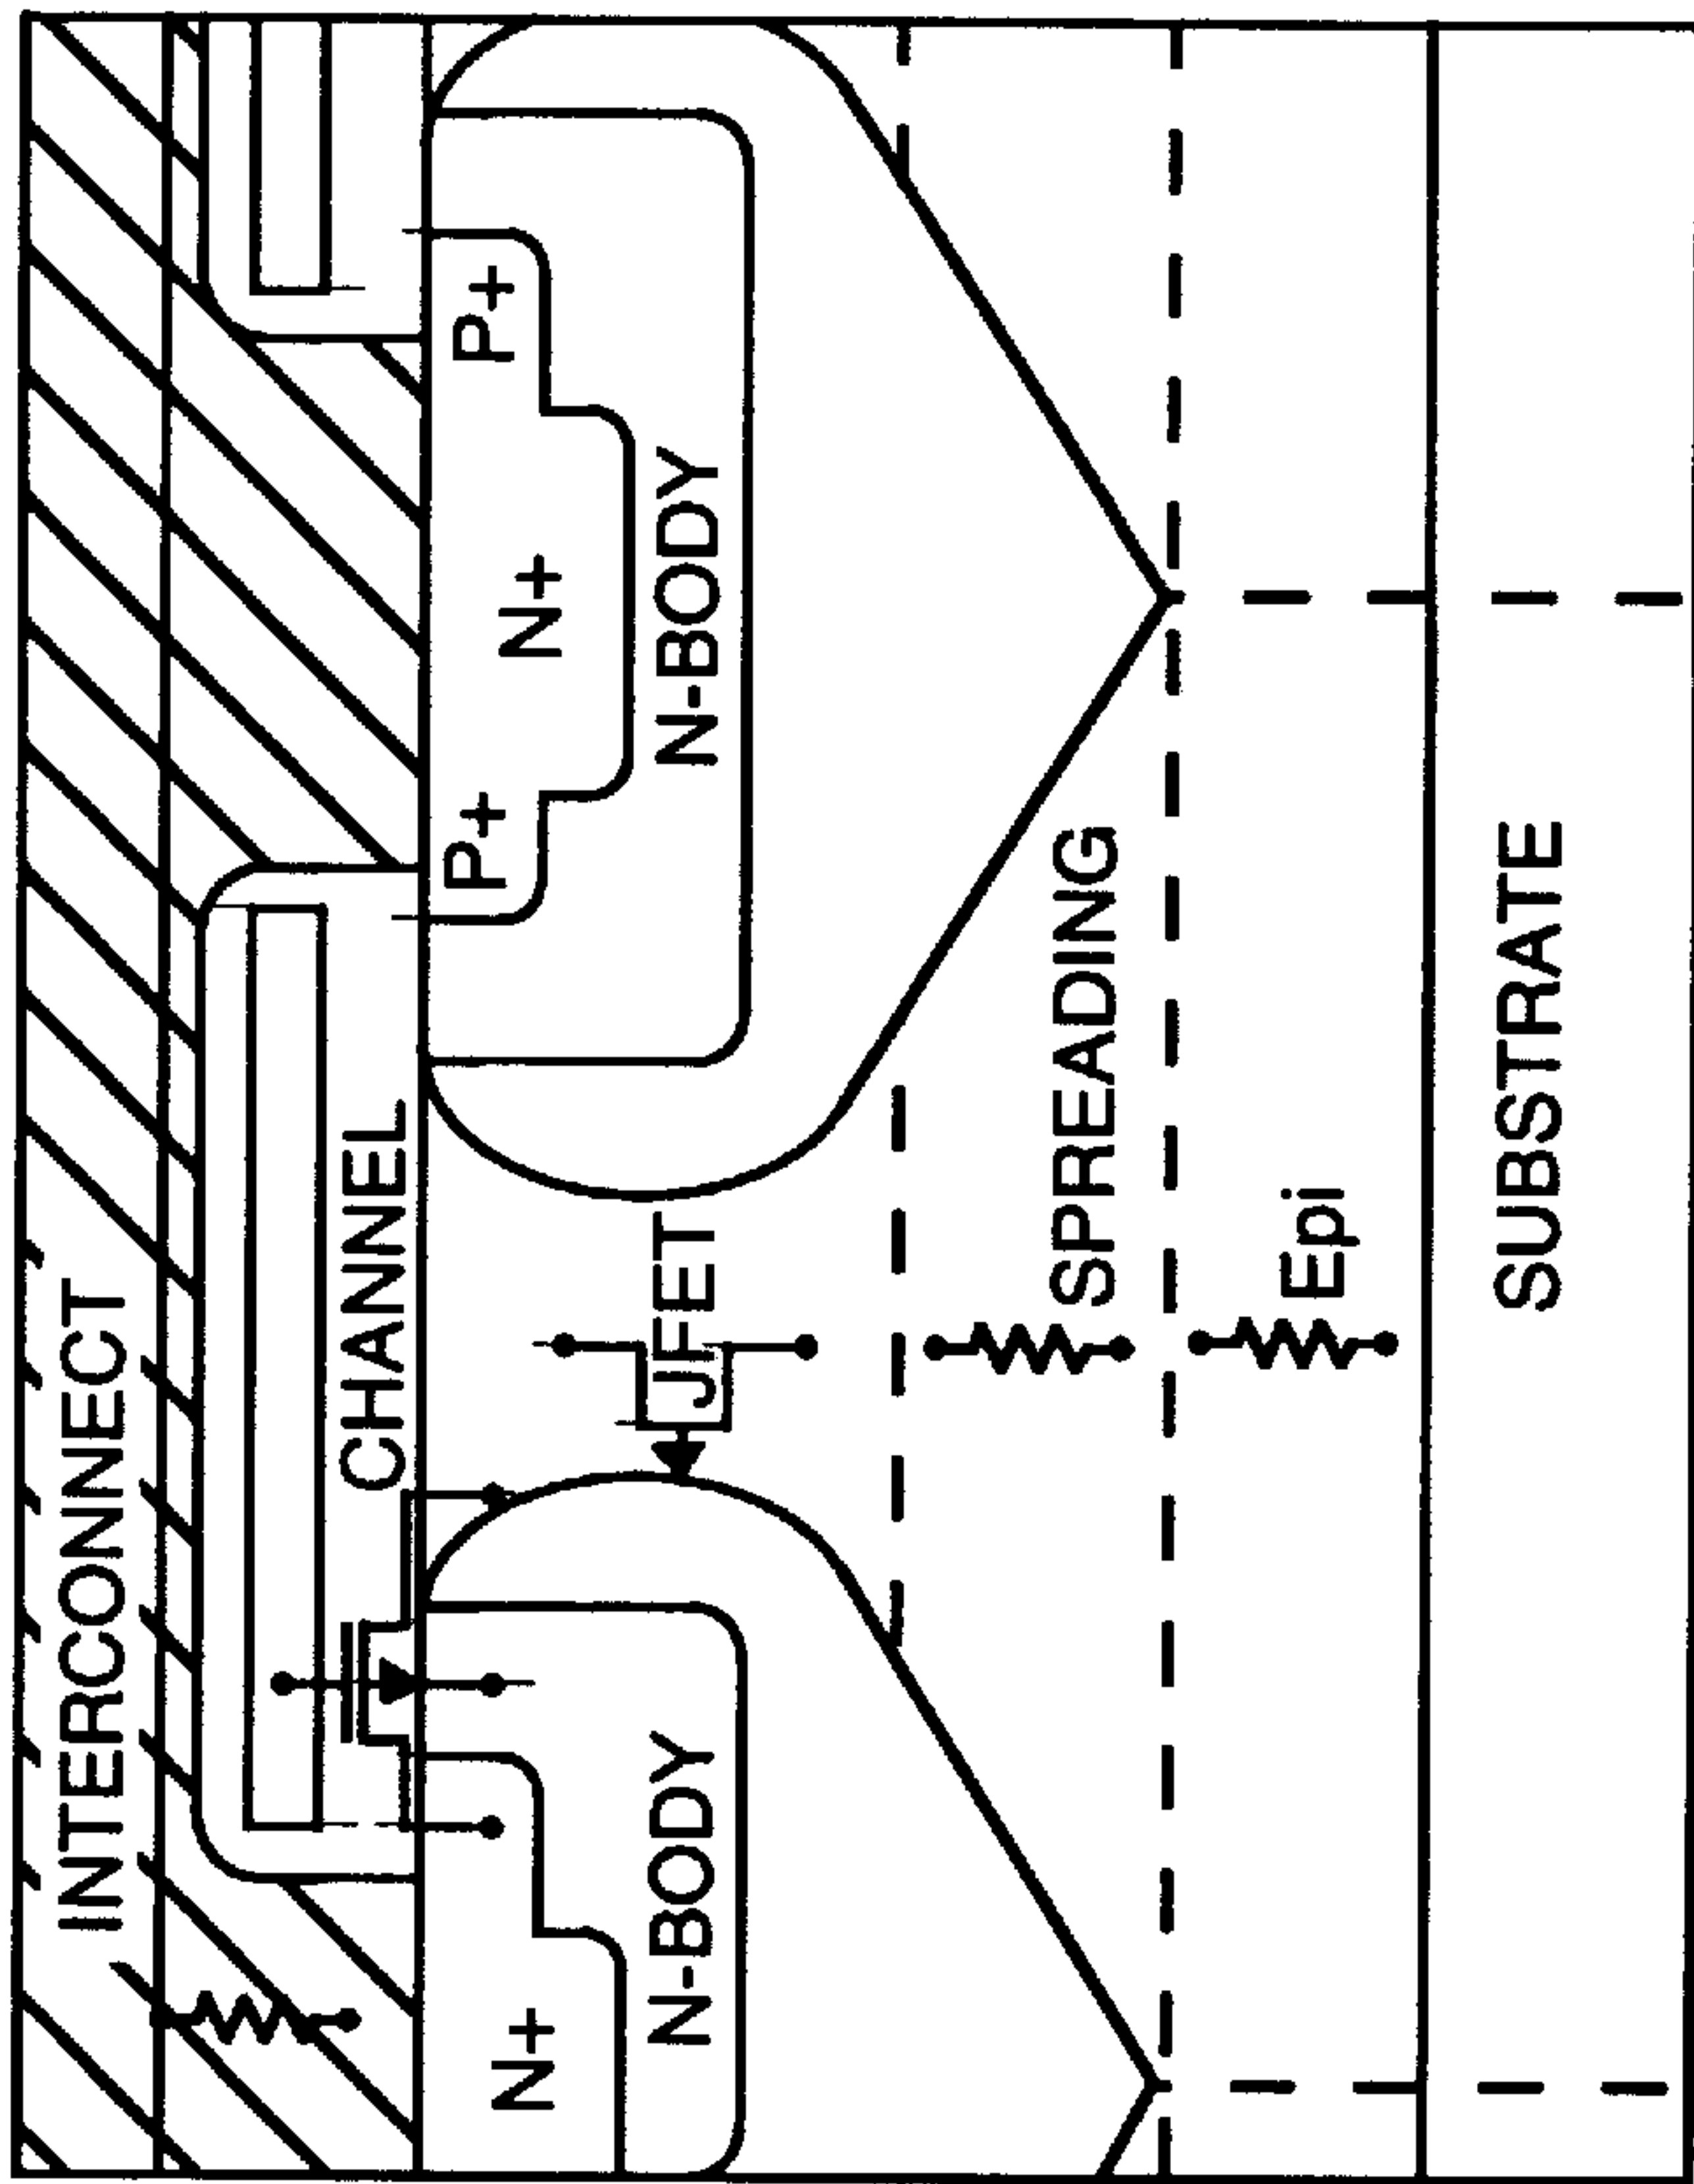 INTERCONNECT
CHANNEL
P+ P+
N+ N+
N-BODY JFET N-BODY
SPREADING
Epi
SUBSTRATE